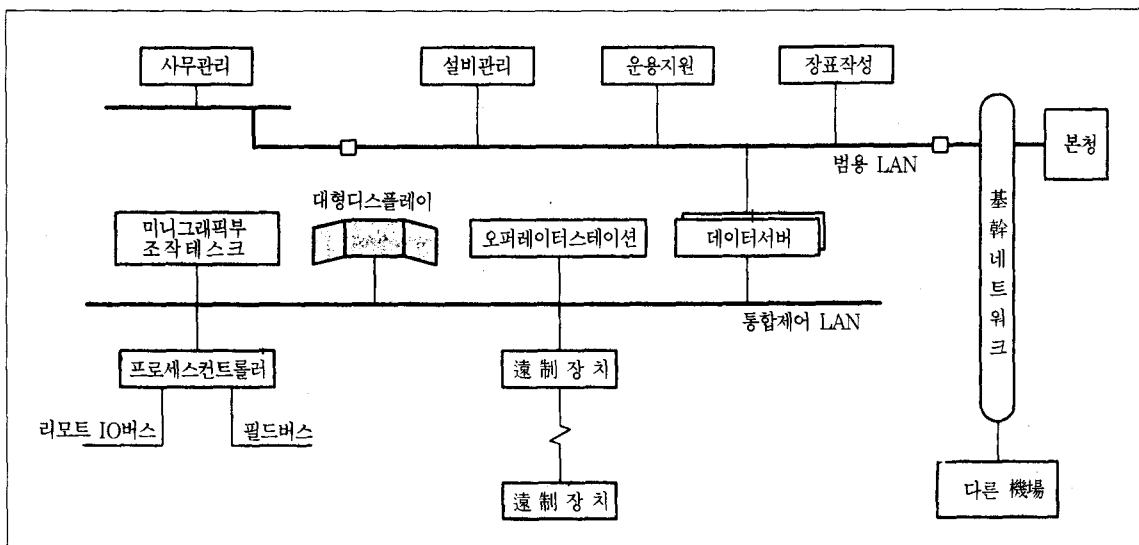 사무관리
설비관리
운용지원
장표작성
본청
범용 LAN
基幹네트워크
대형디스플레이
미니그래픽부
조작데스크
오퍼레이터스테이션
데이터서버
통합제어 LAN
프로세스컨트롤러
遠制장치
리모트 IO버스
필드버스
遠制장치
다른 機場